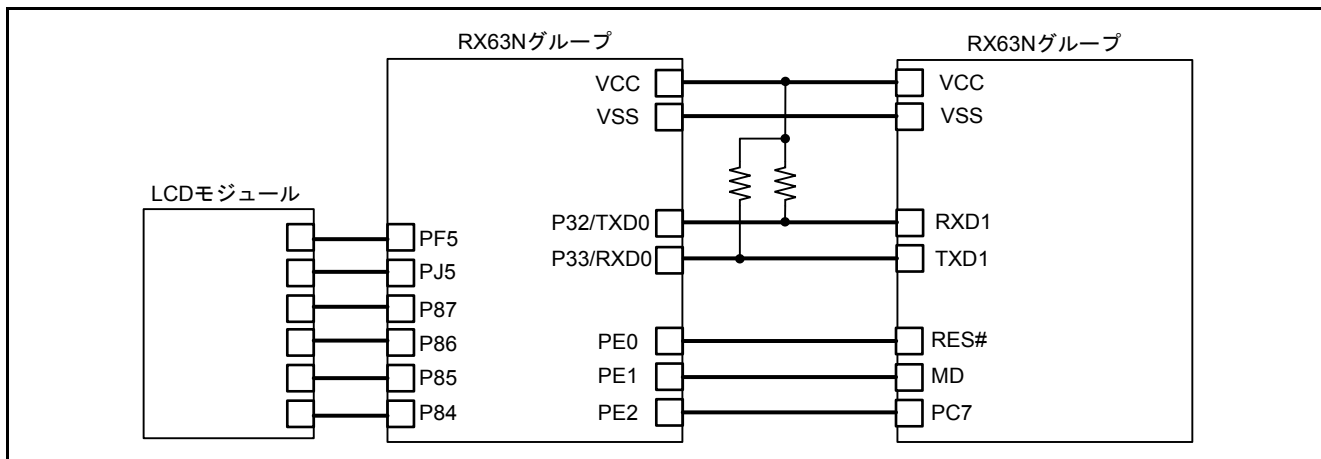 RX63Nグループ
RX63Nグループ
VCC
VCC
VSS
VSS
LCDモジュール
P32/TXD0
RXD1
PF5
P33/RXD0
TXD1
PJ5
P87
P86
PE0
RES#
P85
PE1
MD
P84
PE2
PC7